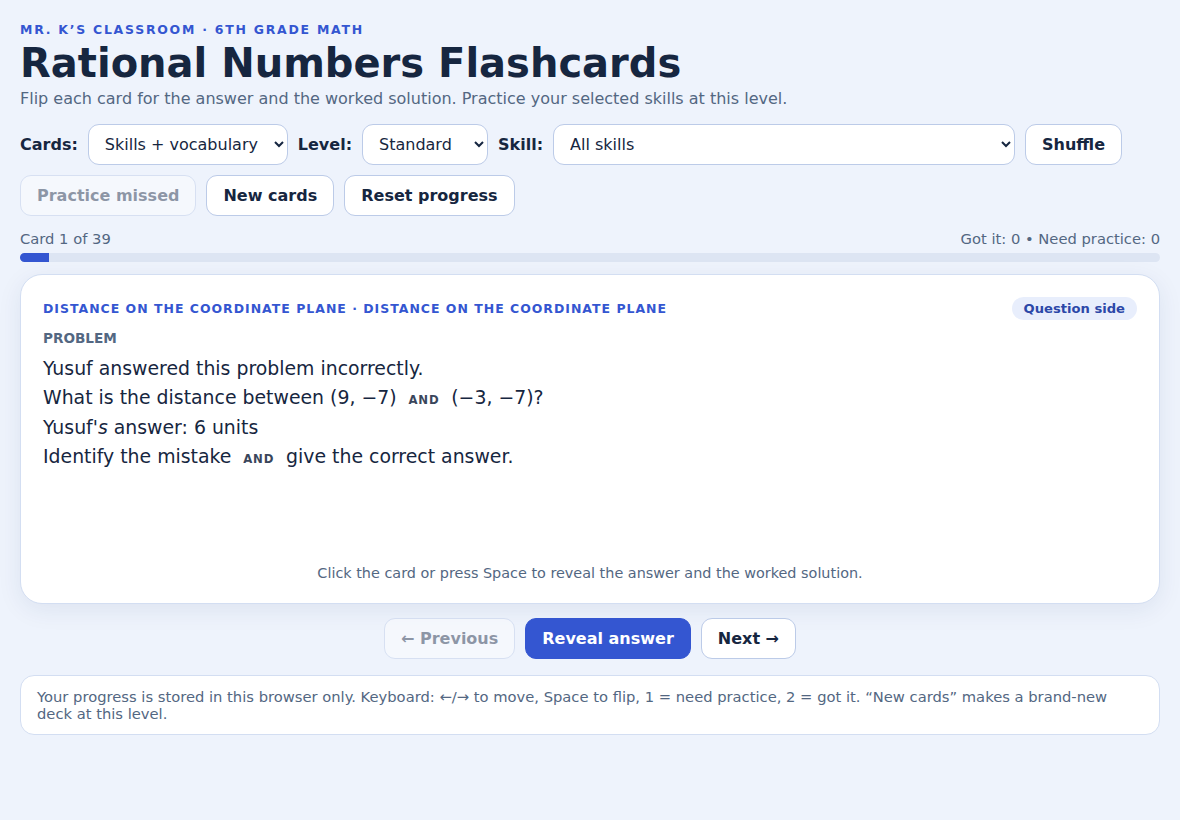 MR. K'S CLASSROOM · 6TH GRADE MATH
Rational Numbers Flashcards
Flip each card for the answer and the worked solution. Practice your selected skills at this level.
Cards: Skills + vocabulary Level: Standard Skill: All skills Shuffle
Practice missed New cards Reset progress
Card 1 of 39 Got it: 0 • Need practice: 0
DISTANCE ON THE COORDINATE PLANE · DISTANCE ON THE COORDINATE PLANE Question side
PROBLEM
Yusuf answered this problem incorrectly.
What is the distance between (9, −7) AND (−3, −7)?
Yusuf's answer: 6 units
Identify the mistake AND give the correct answer.
Click the card or press Space to reveal the answer and the worked solution.
← Previous Reveal answer Next →
Your progress is stored in this browser only. Keyboard: ←/→ to move, Space to flip, 1 = need practice, 2 = got it. “New cards” makes a brand-new
deck at this level.